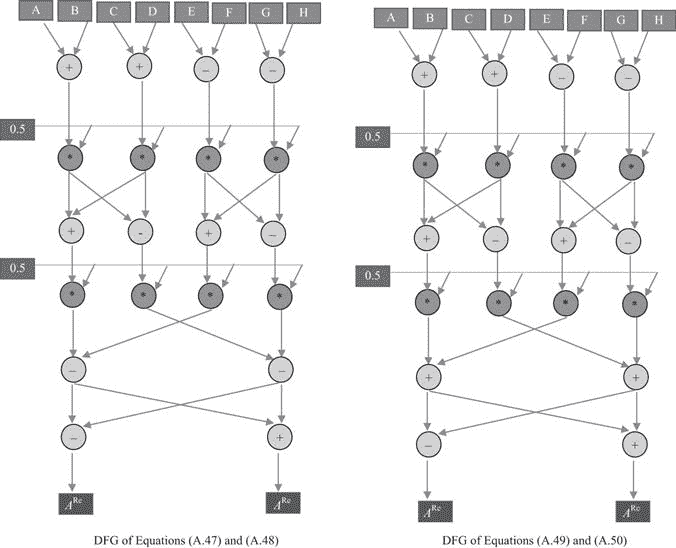 A B C D E F G H A B C D E F G H
+ + – – + + – –
0.5 0.5
* * * * * * * *
+ - + – + – + –
0.5 0.5
* * * * * * * *
– – + +
– + – +
A^Re A^Re A^Re A^Re
DFG of Equations (A.47) and (A.48) DFG of Equations (A.49) and (A.50)